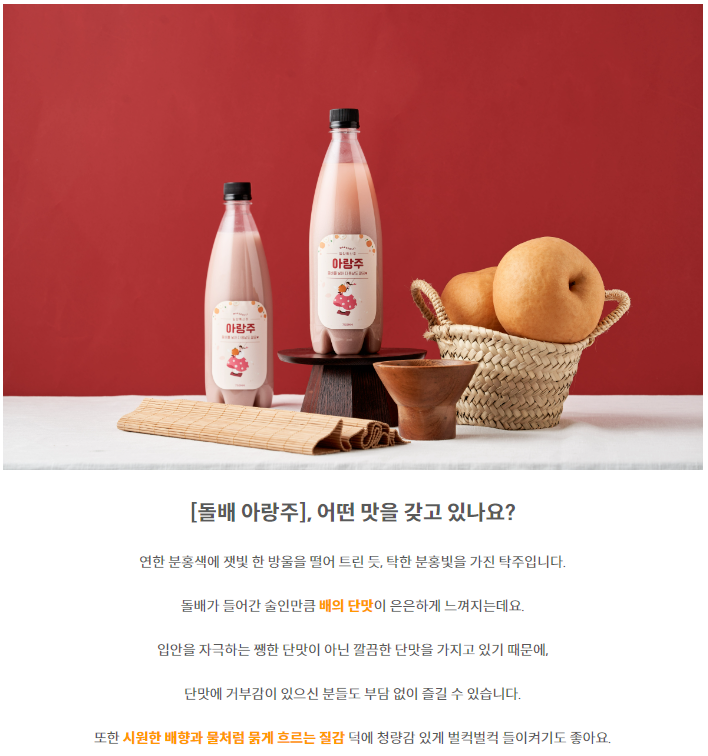 아랑주
아랑주
[돌배 아랑주], 어떤 맛을 갖고 있나요?
연한 분홍색에 잿빛 한 방울을 떨어 트린 듯, 탁한 분홍빛을 가진 탁주입니다.
돌배가 들어간 술인만큼 배의 단맛이 은은하게 느껴지는데요.
입안을 자극하는 쨍한 단맛이 아닌 깔끔한 단맛을 가지고 있기 때문에,
단맛에 거부감이 있으신 분들도 부담 없이 즐길 수 있습니다.
또한 시원한 배향과 물처럼 묽게 흐르는 질감 덕에 청량감 있게 벌컥벌컥 들이켜기도 좋아요.